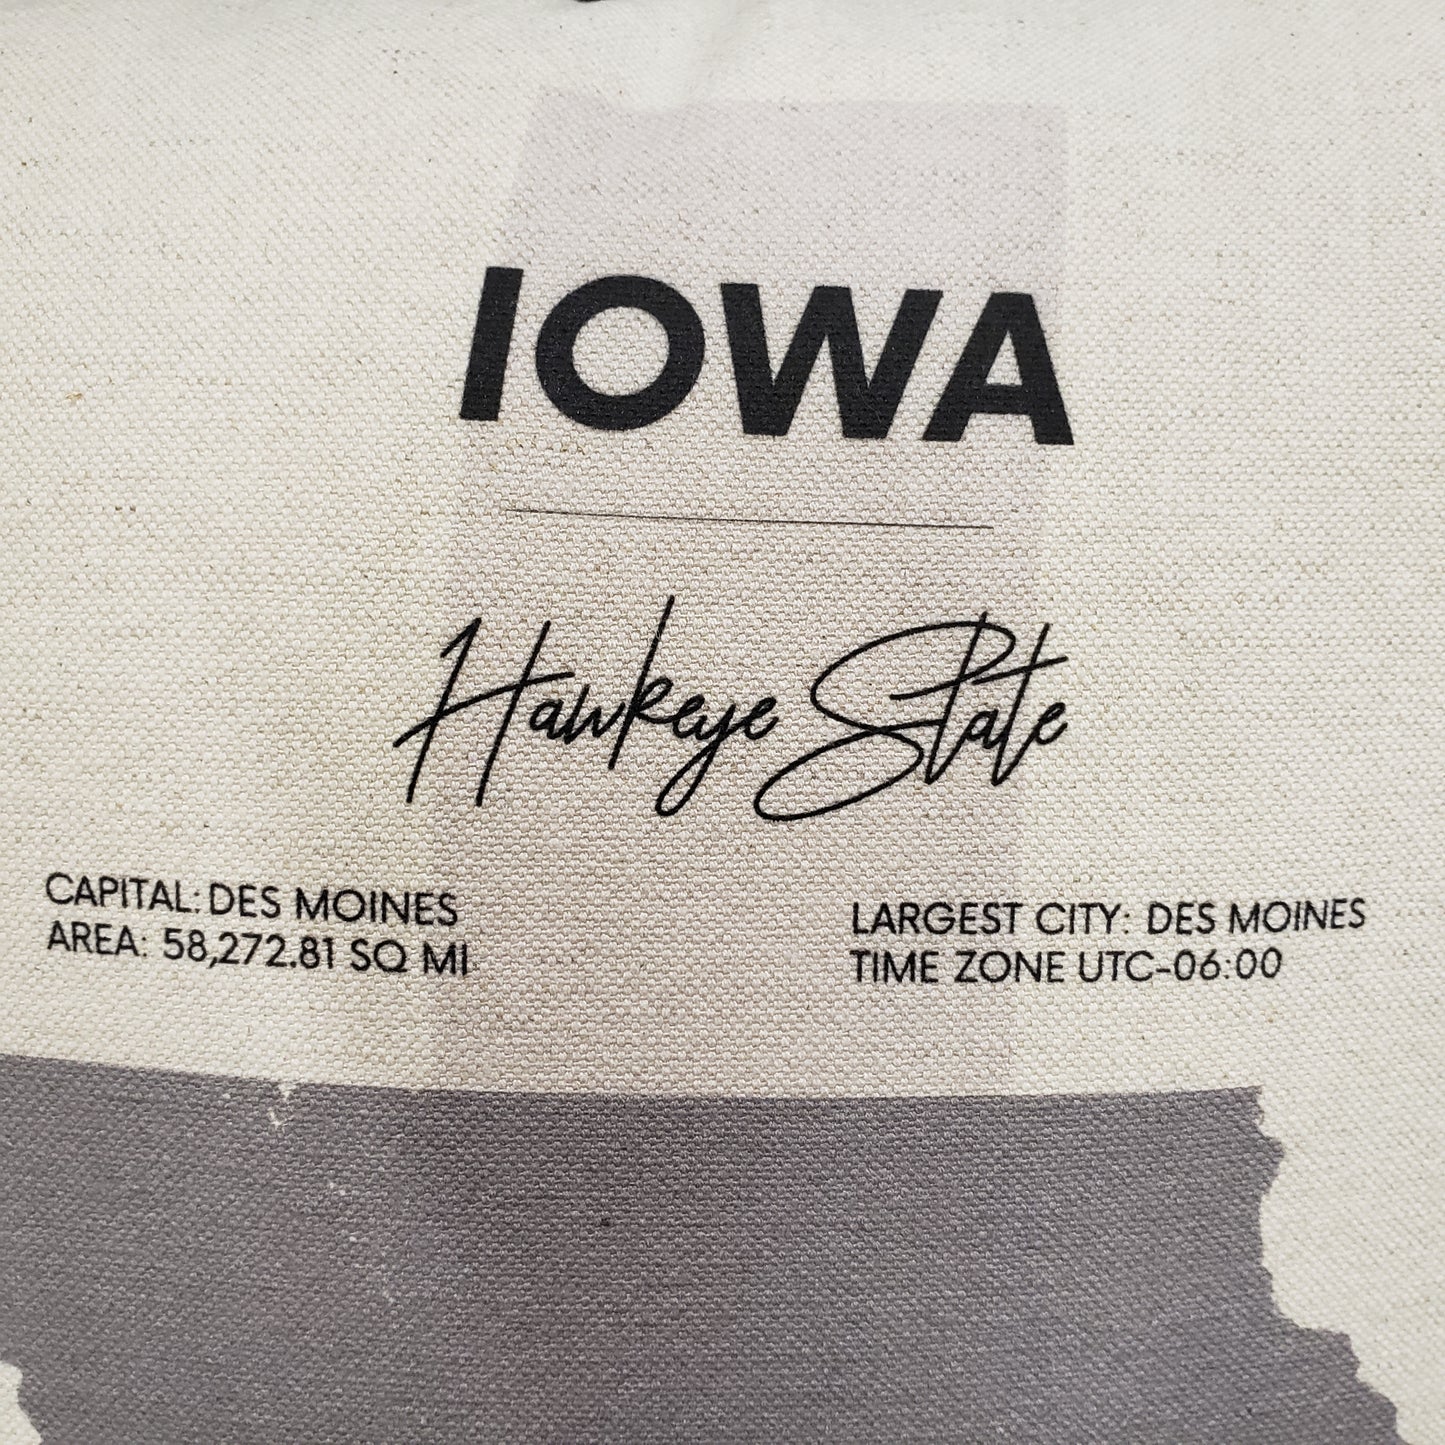 IOWA
Hawkeye State
CAPITAL: DES MOINES
AREA: 58,272.81 SQ MI
LARGEST CITY: DES MOINES
TIME ZONE UTC-06:00